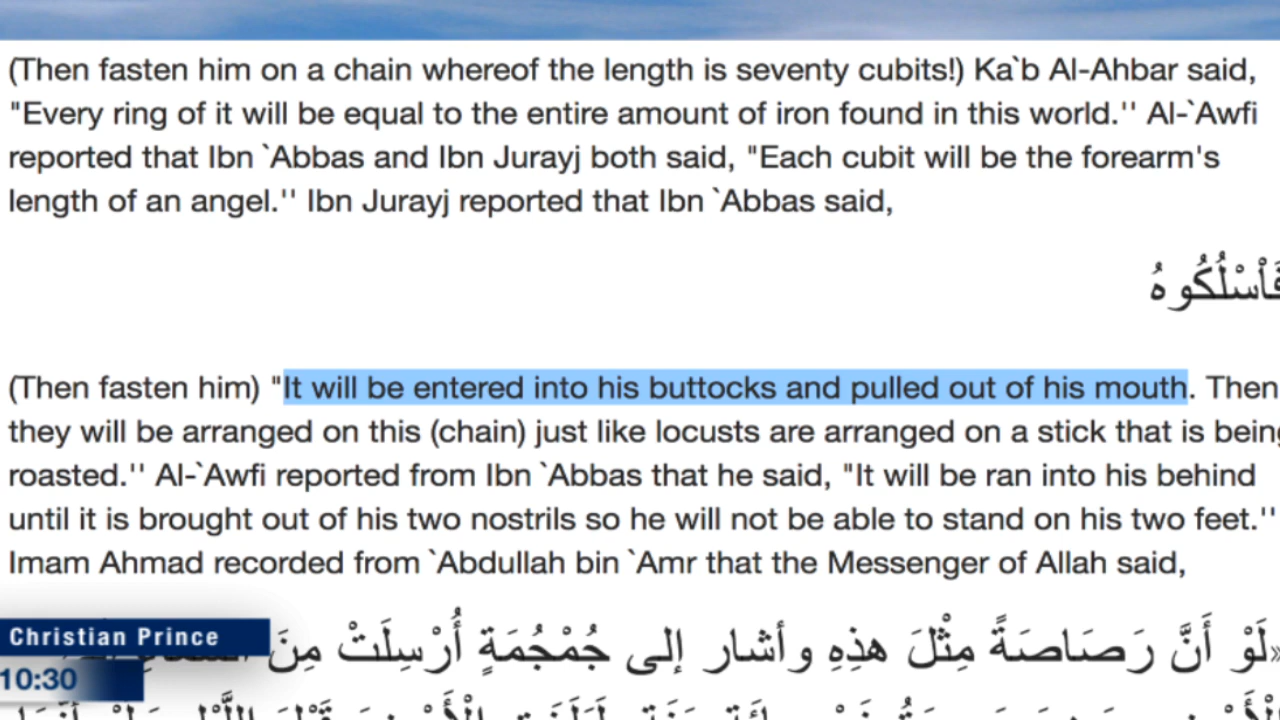 (Then fasten him on a chain whereof the length is seventy cubits!) Ka`b Al-Ahbar said,
"Every ring of it will be equal to the entire amount of iron found in this world.'' Al-`Awfi
reported that Ibn `Abbas and Ibn Jurayj both said, "Each cubit will be the forearm's
length of an angel.'' Ibn Jurayj reported that Ibn `Abbas said,
فَاْسْلُكُوهُ
(Then fasten him) "It will be entered into his buttocks and pulled out of his mouth. Then
they will be arranged on this (chain) just like locusts are arranged on a stick that is being
roasted.'' Al-`Awfi reported from Ibn `Abbas that he said, "It will be ran into his behind
until it is brought out of his two nostrils so he will not be able to stand on his two feet.''
Imam Ahmad recorded from `Abdullah bin `Amr that the Messenger of Allah said,
«لَوْ أَنَّ رَصَاصَةً مِثْلَ هذِهِ وأشار إلى جُمْجُمَةٍ أُرْسِلَتْ مِنَ
Christian Prince
10:30